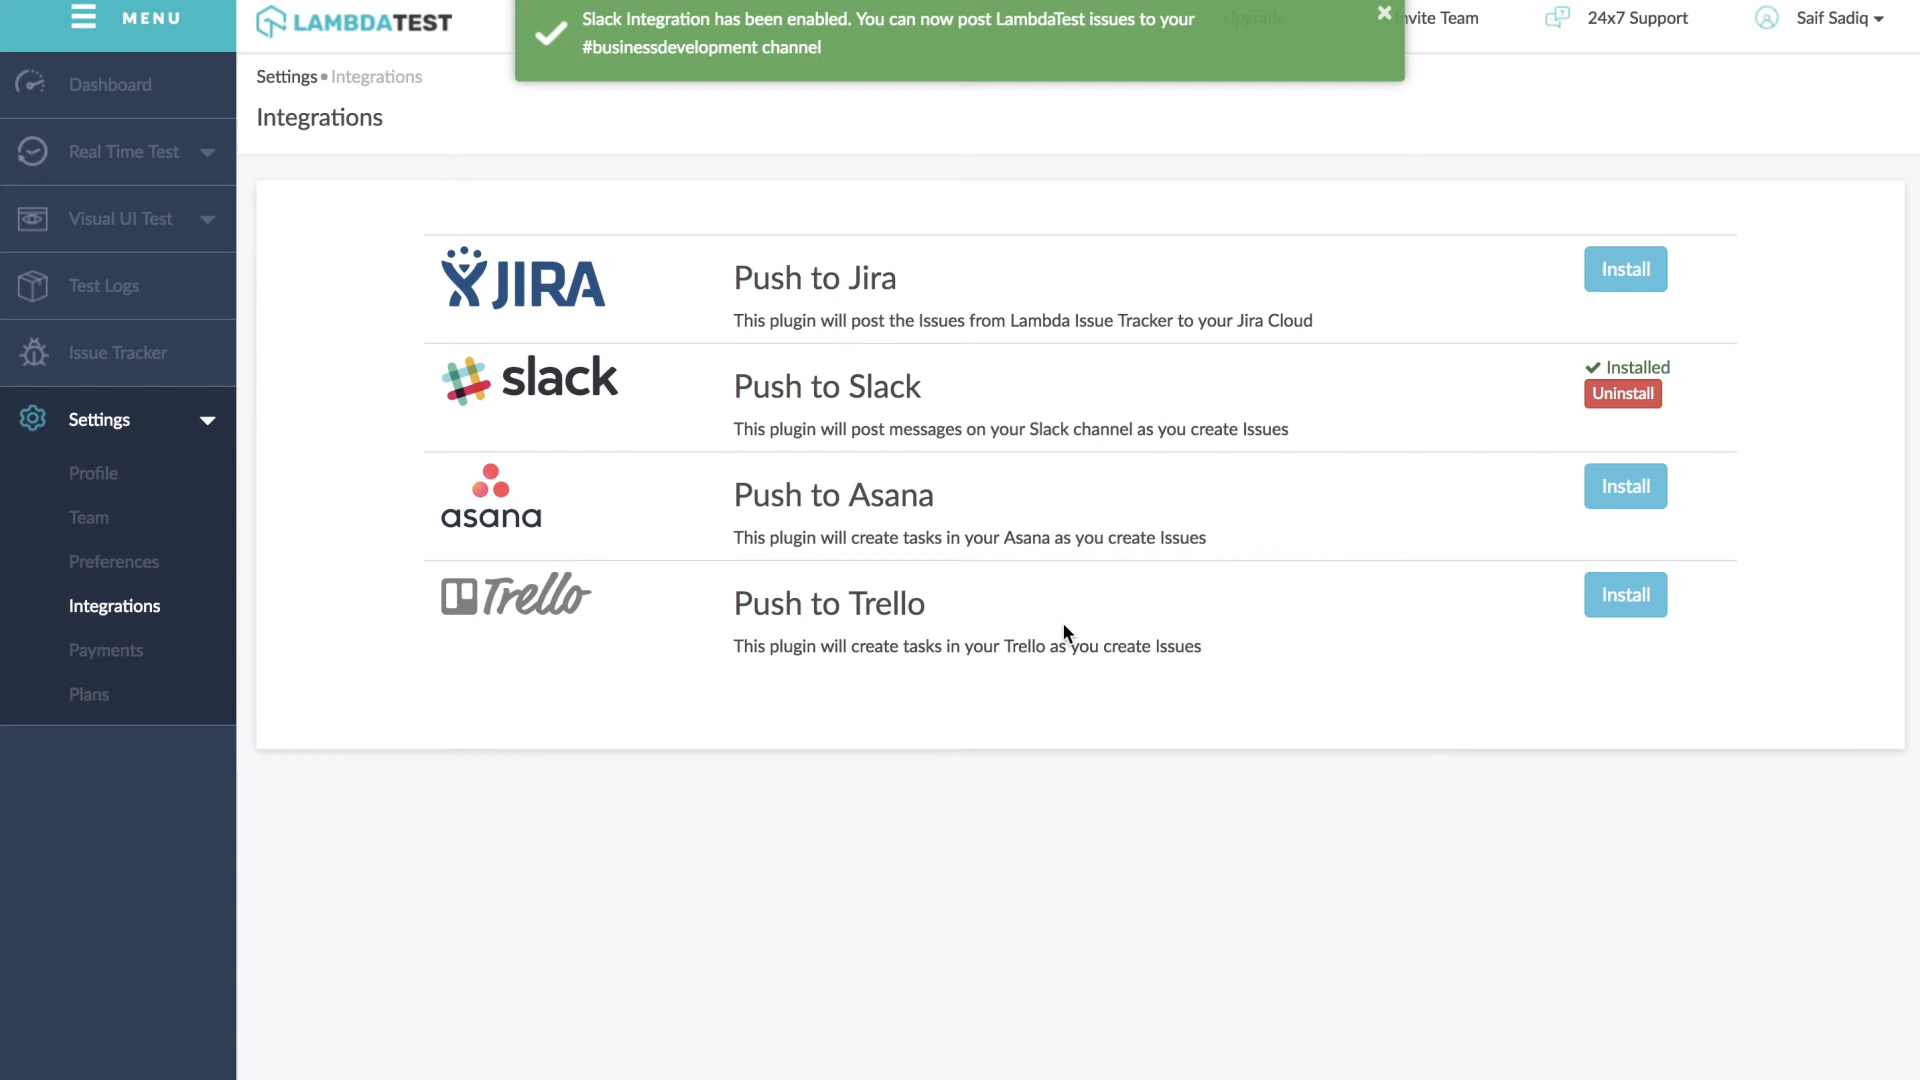 MENU
LAMBDATEST
Slack Integration has been enabled. You can now post LambdaTest issues to your
#businessdevelopment channel
Upgrade
nvite Team
24x7 Support
Saif Sadiq
Dashboard
Real Time Test
Visual UI Test
Test Logs
Issue Tracker
Settings
Profile
Team
Preferences
Integrations
Payments
Plans
Settings • Integrations
Integrations
JIRA
Push to Jira
This plugin will post the Issues from Lambda Issue Tracker to your Jira Cloud
Install
slack
Push to Slack
This plugin will post messages on your Slack channel as you create Issues
Installed
Uninstall
asana
Push to Asana
This plugin will create tasks in your Asana as you create Issues
Install
Trello
Push to Trello
This plugin will create tasks in your Trello as you create Issues
Install